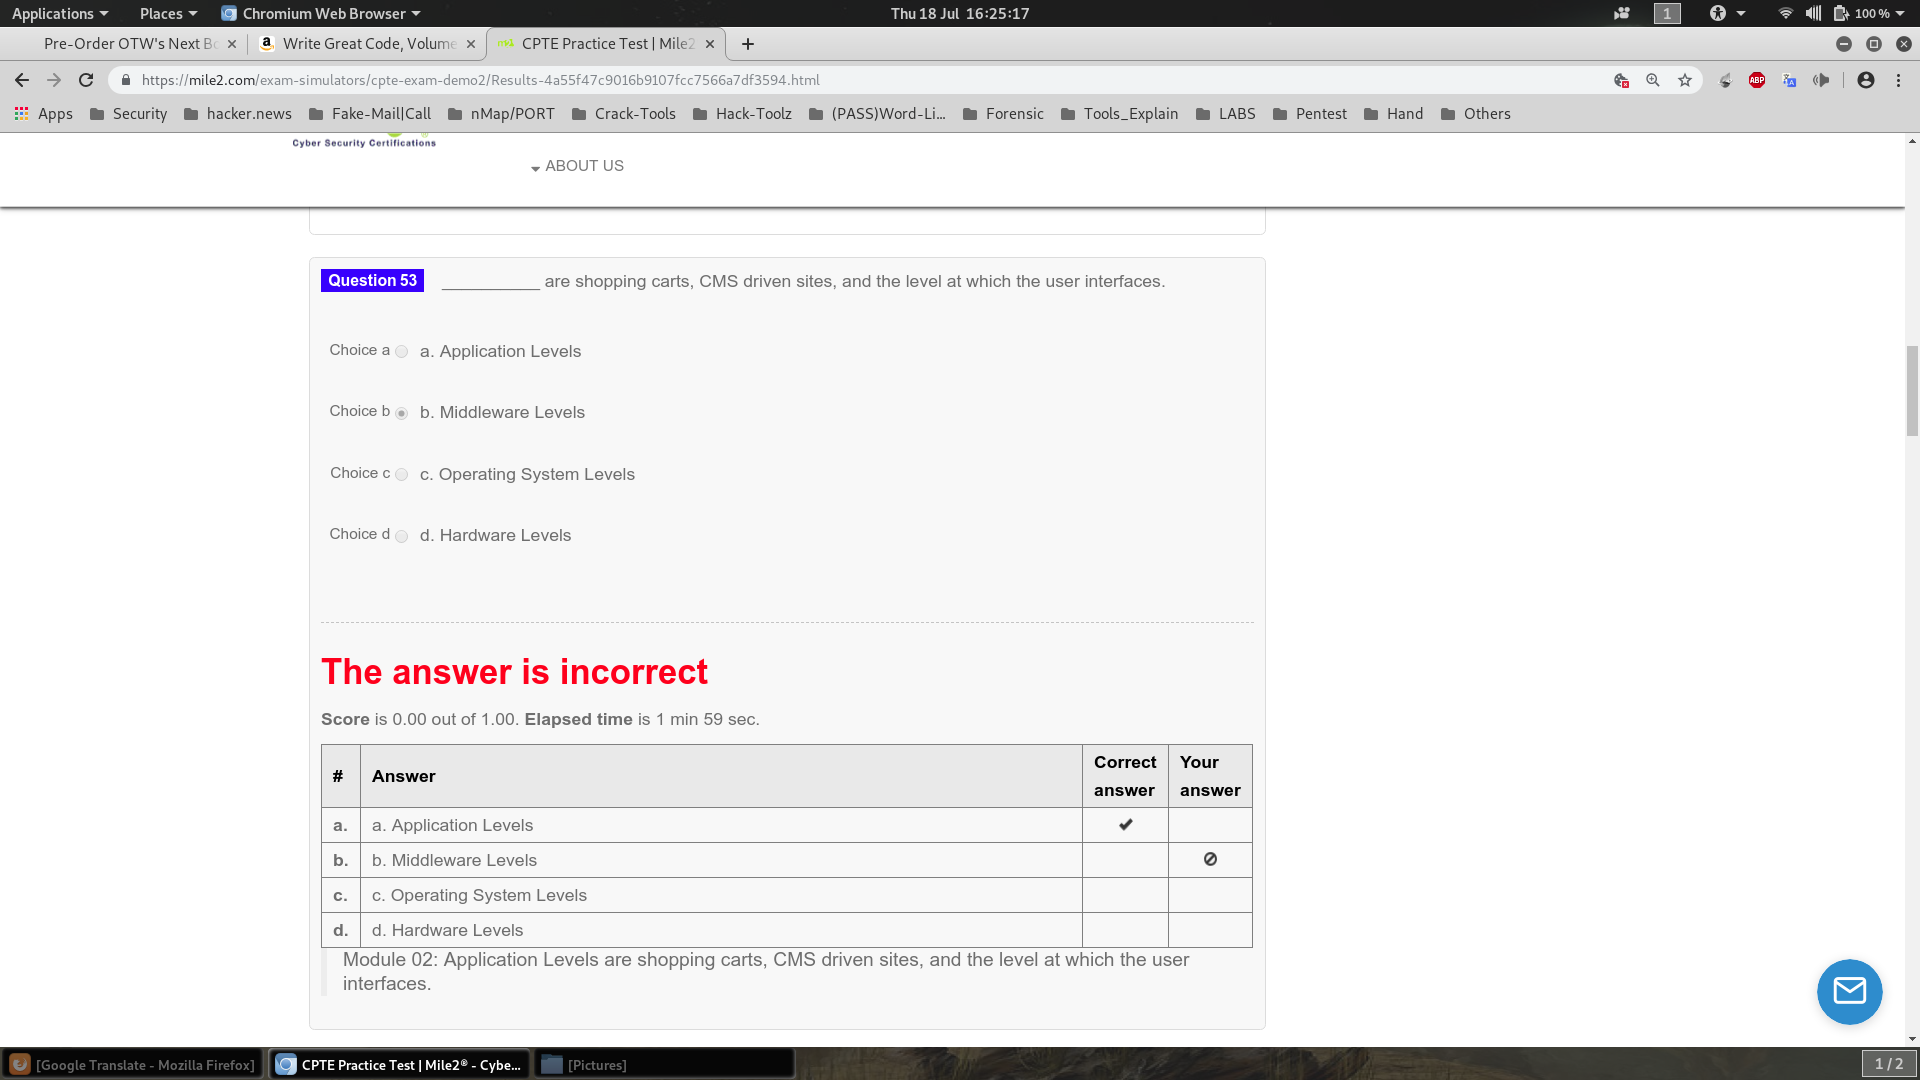 Applications Places Chromium Web Browser Thu 18 Jul 16:25:17 1 100 %
Pre-Order OTW's Next Bo Write Great Code, Volume CPTE Practice Test | Mile2
https://mile2.com/exam-simulators/cpte-exam-demo2/Results-4a55f47c9016b9107fcc7566a7df3594.html ABP
Apps Security hacker.news Fake-Mail|Call nMap/PORT Crack-Tools Hack-Toolz (PASS)Word-Li... Forensic Tools_Explain LABS Pentest Hand Others
Cyber Security Certifications
ABOUT US
Question 53 __________ are shopping carts, CMS driven sites, and the level at which the user interfaces.
Choice a a. Application Levels
Choice b b. Middleware Levels
Choice c c. Operating System Levels
Choice d d. Hardware Levels
The answer is incorrect
Score is 0.00 out of 1.00. Elapsed time is 1 min 59 sec.
# Answer Correct answer Your answer
a. a. Application Levels
b. b. Middleware Levels
c. c. Operating System Levels
d. d. Hardware Levels
Module 02: Application Levels are shopping carts, CMS driven sites, and the level at which the user
interfaces.
[Google Translate - Mozilla Firefox] CPTE Practice Test | Mile2® - Cybe... [Pictures] 1 / 2